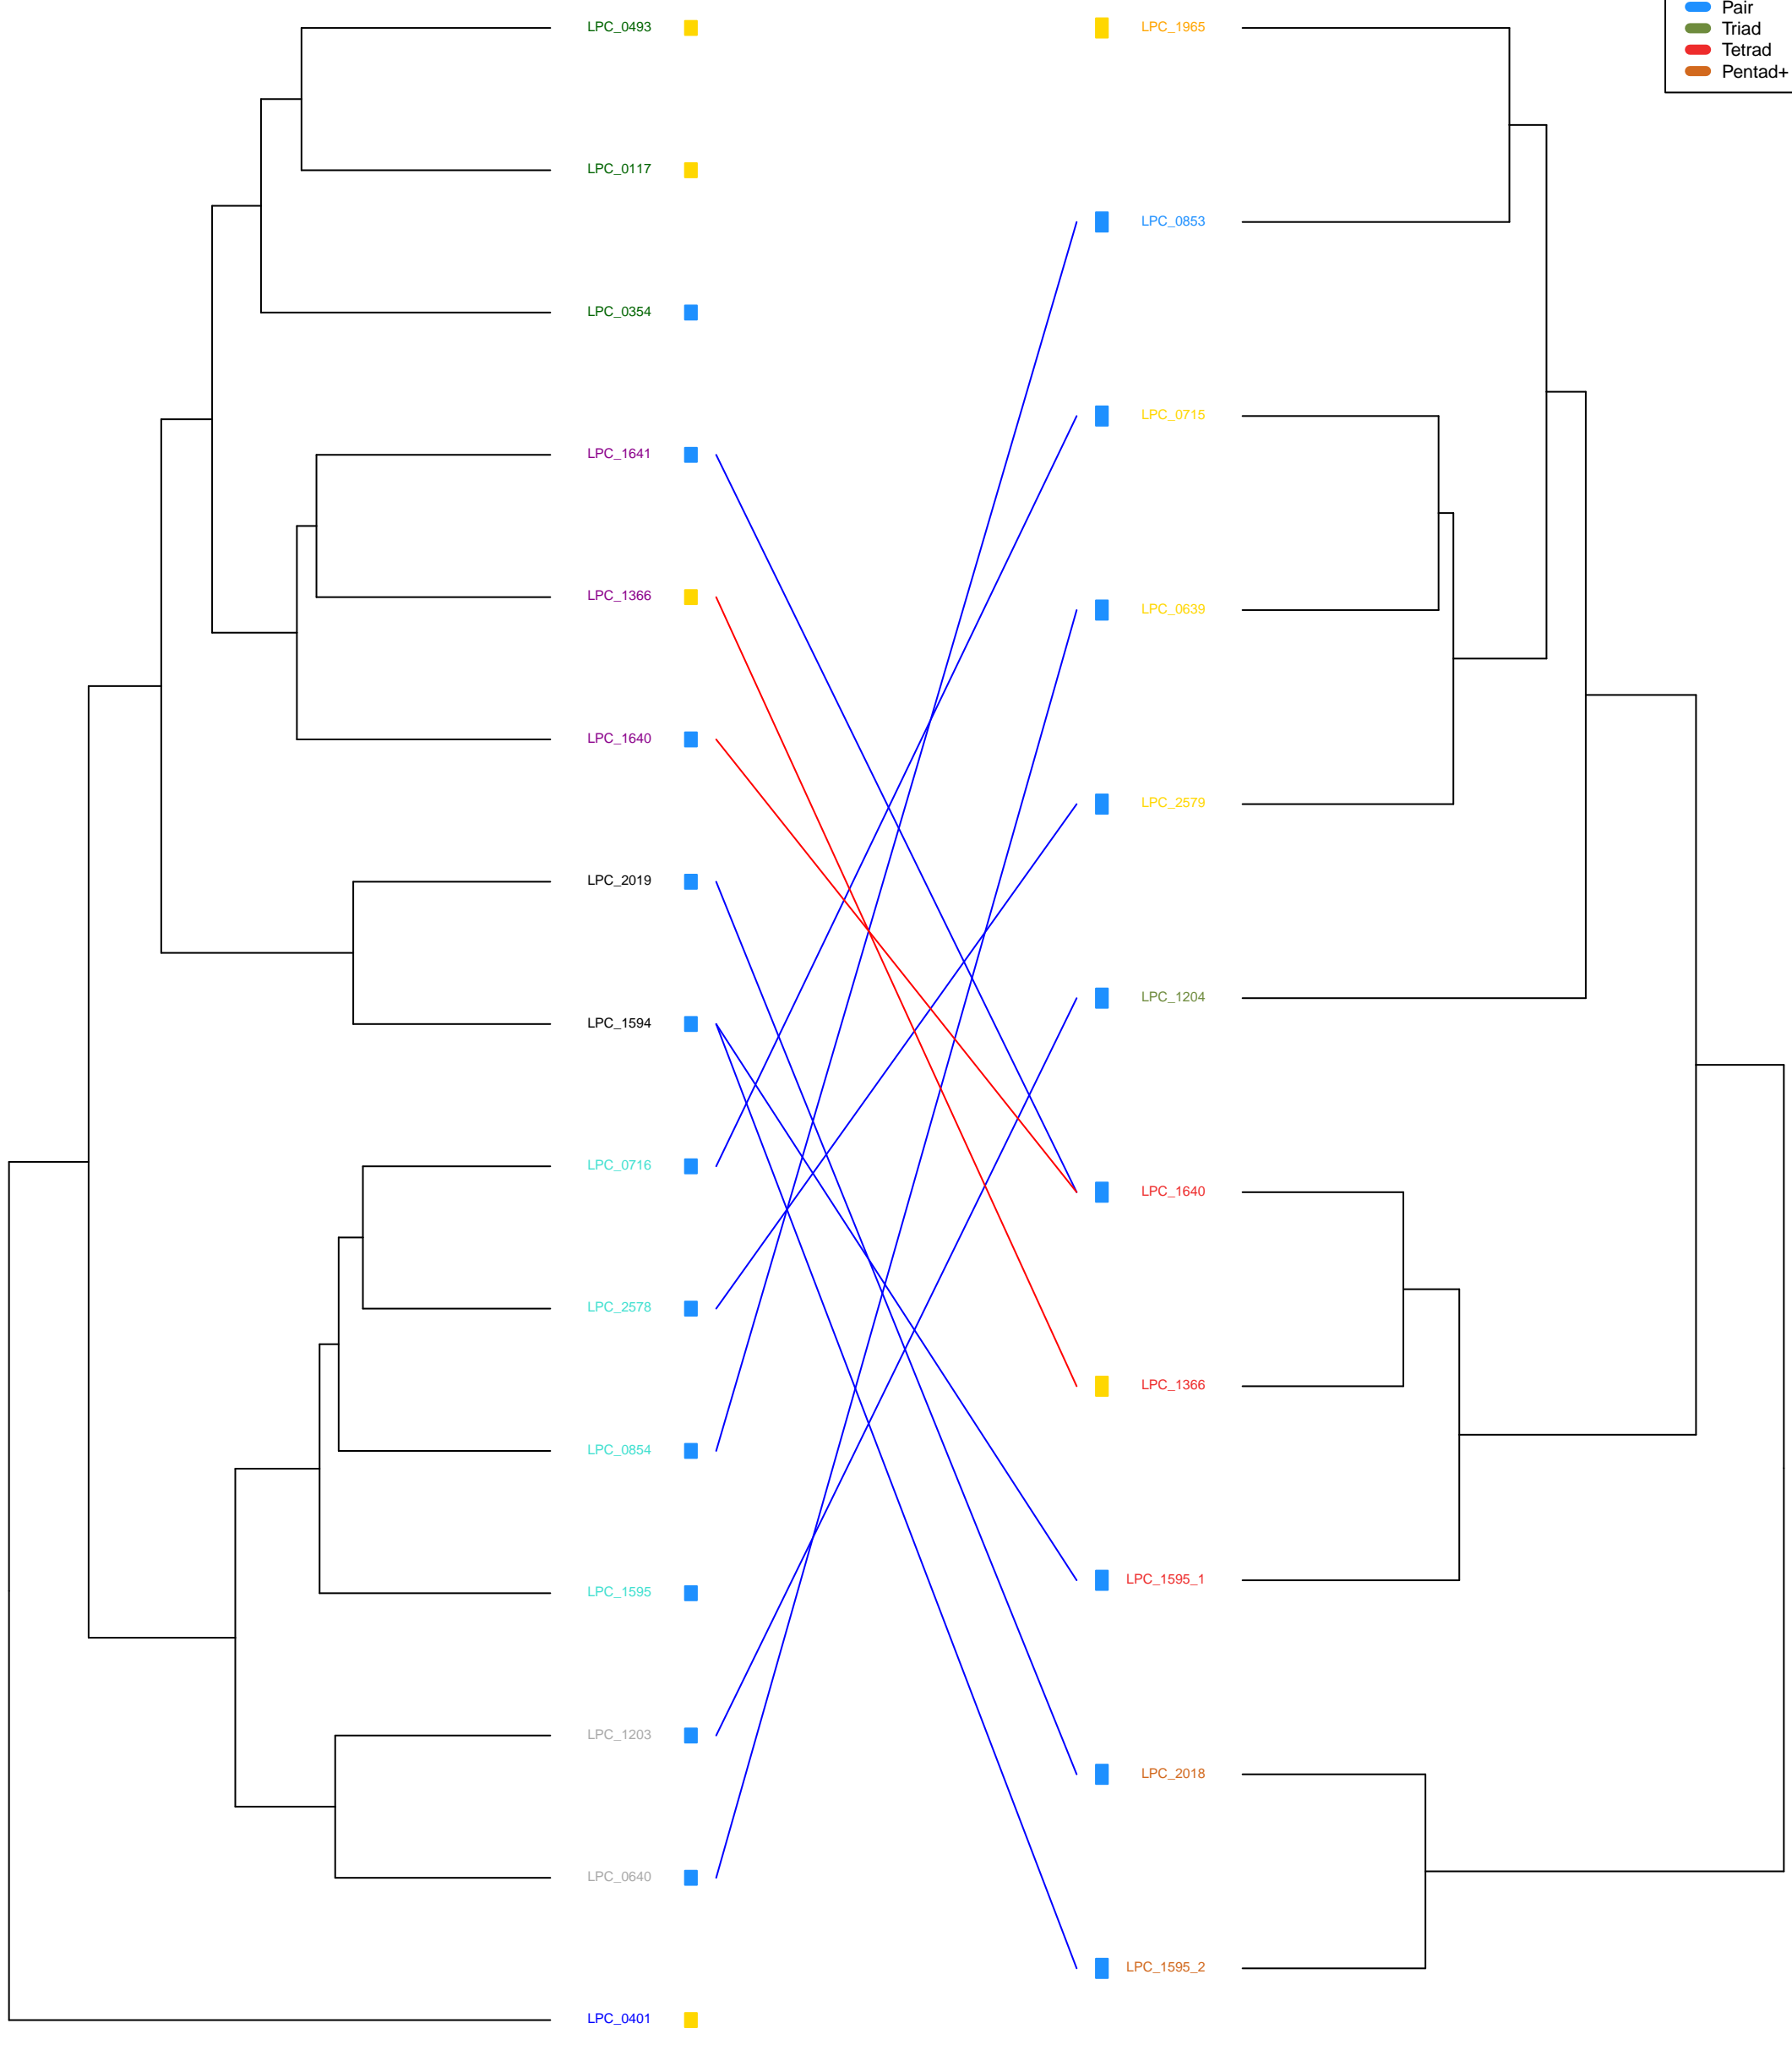 LPC_0493
LPC_0117
LPC_0354
LPC_1641
LPC_1366
LPC_1640
LPC_2019
LPC_1594
LPC_0716
LPC_2578
LPC_0854
LPC_1595
LPC_1203
LPC_0640
LPC_0401
LPC_1965
LPC_0853
LPC_0715
LPC_0639
LPC_2579
LPC_1204
LPC_1640
LPC_1366
LPC_1595_1
LPC_2018
LPC_1595_2
Pair
Triad
Tetrad
Pentad+